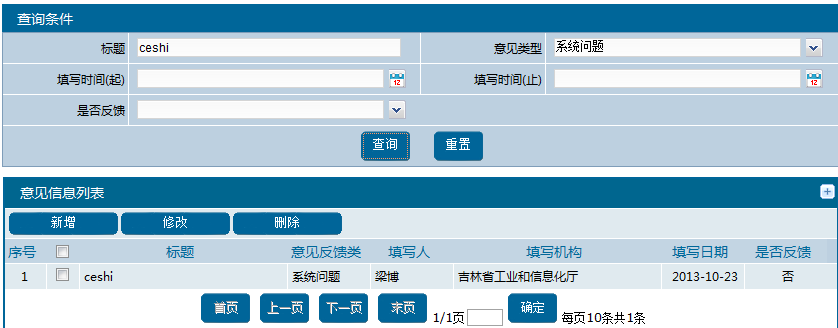 查询条件
标题 ceshi 意见类型 系统问题
填写时间(起) 12 填写时间(止) 12
是否反馈
查询 重置
意见信息列表
新增 修改 删除
序号 标题 意见反馈类 填写人 填写机构 填写日期 是否反馈
1 ceshi 系统问题 梁博 吉林省工业和信息化厅 2013-10-23 否
首页 上一页 下一页 末页 1/1页 确定 每页10条共1条